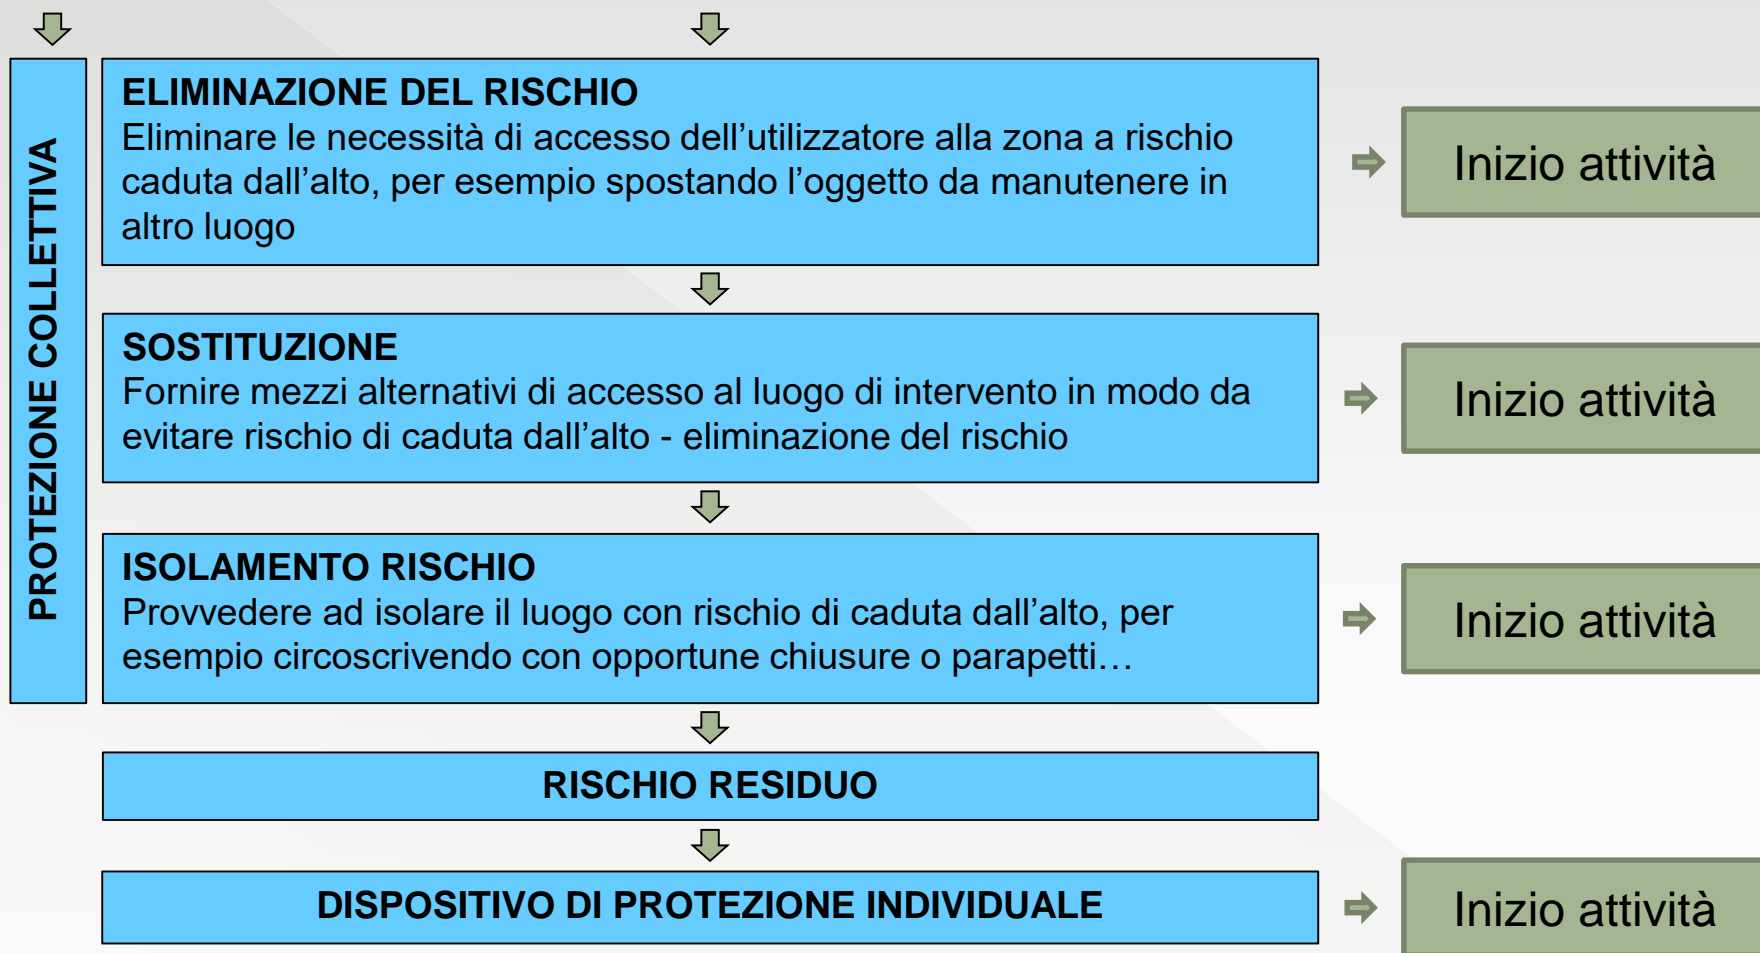 PROTEZIONE COLLETTIVA
ELIMINAZIONE DEL RISCHIO
Eliminare le necessità di accesso dell’utilizzatore alla zona a rischio
caduta dall’alto, per esempio spostando l’oggetto da manutenere in
altro luogo
Inizio attività
SOSTITUZIONE
Fornire mezzi alternativi di accesso al luogo di intervento in modo da
evitare rischio di caduta dall’alto - eliminazione del rischio
Inizio attività
ISOLAMENTO RISCHIO
Provvedere ad isolare il luogo con rischio di caduta dall’alto, per
esempio circoscrivendo con opportune chiusure o parapetti…
Inizio attività
RISCHIO RESIDUO
DISPOSITIVO DI PROTEZIONE INDIVIDUALE
Inizio attività